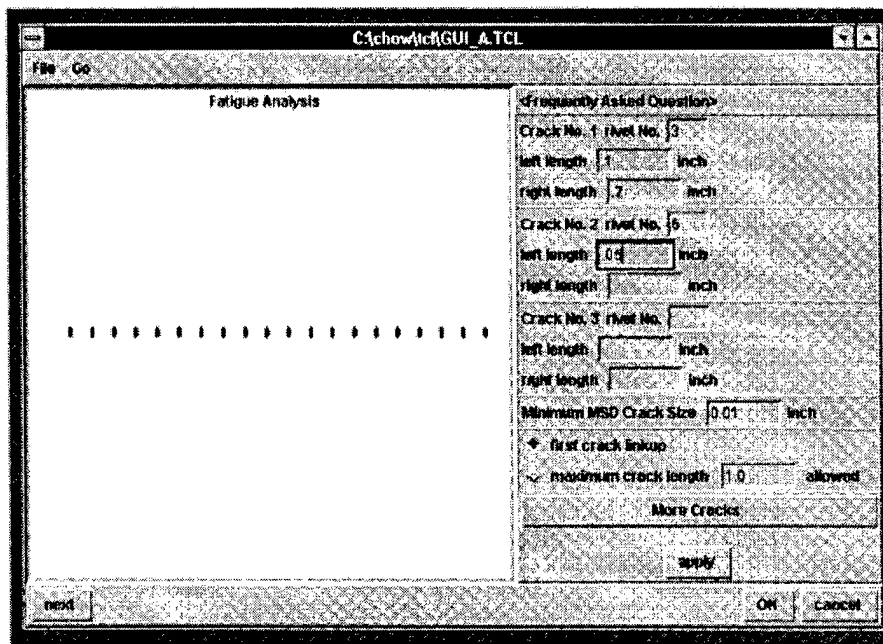 C:\chow\tcl\GUI_A.TCL
File Go
Fatigue Analysis
<Frequently Asked Question>
Crack No. 1 rivet No. 3
left length .1 inch
right length .2 inch
Crack No. 2 rivet No. 5
left length .05 inch
right length inch
Crack No. 3 rivet No.
left length inch
right length inch
Minimum MSD Crack Size 0.01 inch
first crack linkup
maximum crack length 1.0 allowed
More Cracks
apply
next OK cancel